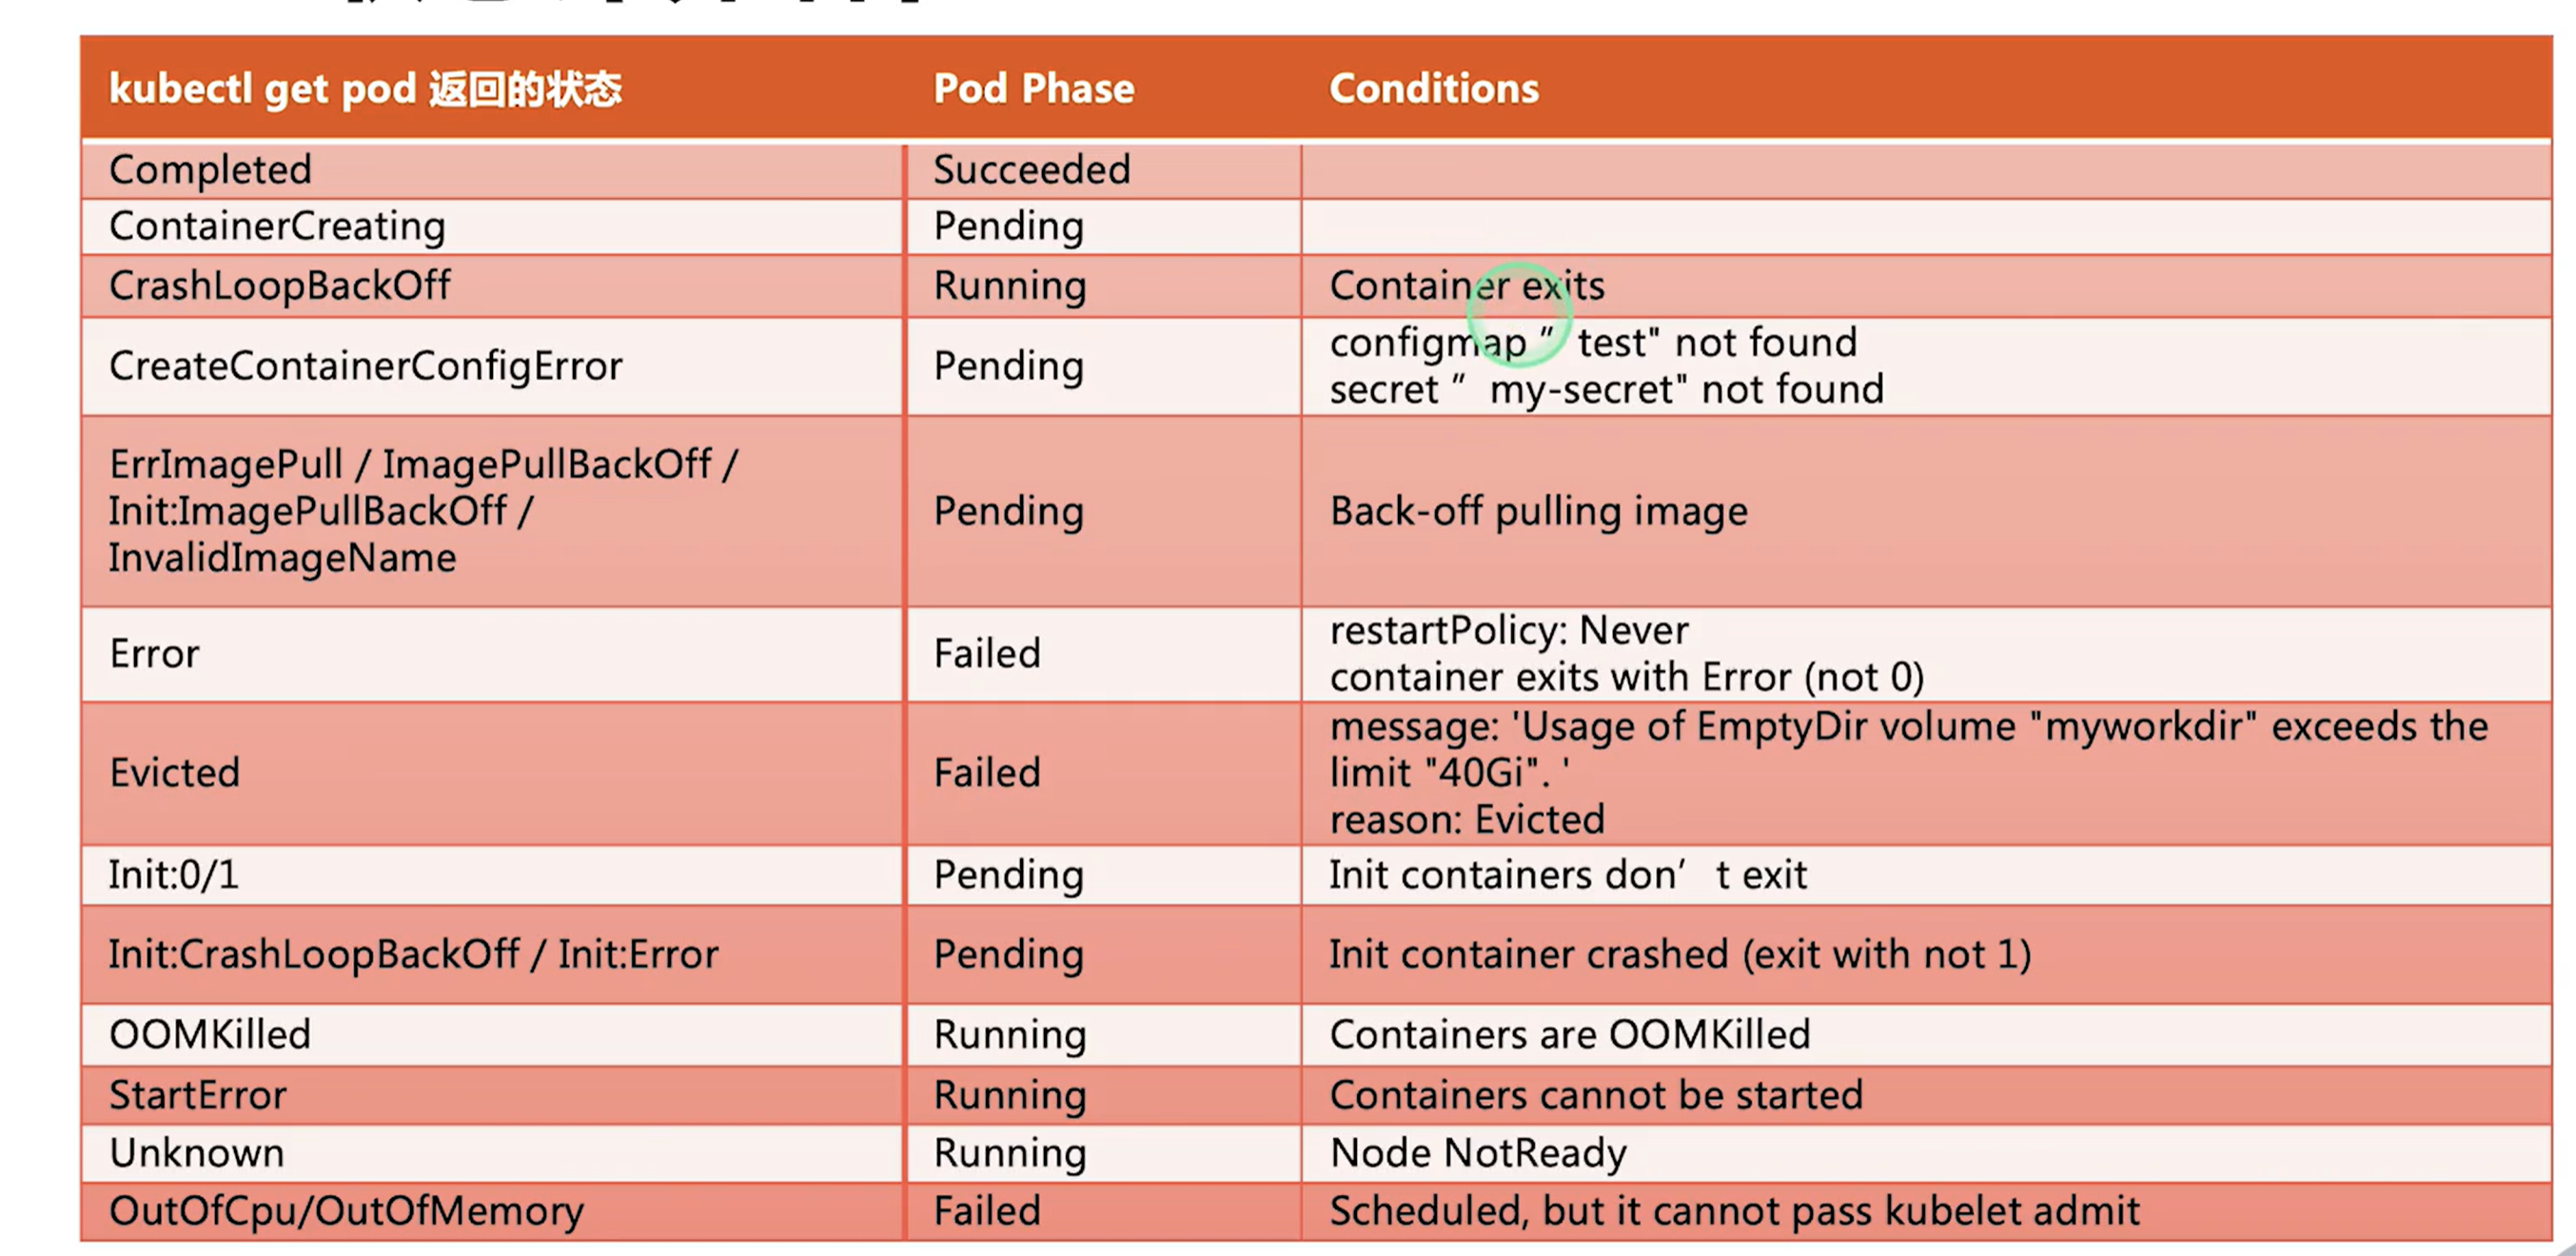 kubectl get pod 返回的状态 Pod Phase Conditions
Completed Succeeded
ContainerCreating Pending
CrashLoopBackOff Running Container exits
CreateContainerConfigError Pending
configmap ” test" not found
secret ” my-secret" not found
ErrImagePull / ImagePullBackOff /
Init:ImagePullBackOff /
InvalidImageName
Pending
Back-off pulling image
Error Failed
restartPolicy: Never
container exits with Error (not 0)
Evicted Failed
message: 'Usage of EmptyDir volume "myworkdir" exceeds the
limit "40Gi". '
reason: Evicted
Init:0/1 Pending Init containers don’ t exit
Init:CrashLoopBackOff / Init:Error Pending Init container crashed (exit with not 1)
OOMKilled Running Containers are OOMKilled
StartError Running Containers cannot be started
Unknown Running Node NotReady
OutOfCpu/OutOfMemory Failed Scheduled, but it cannot pass kubelet admit